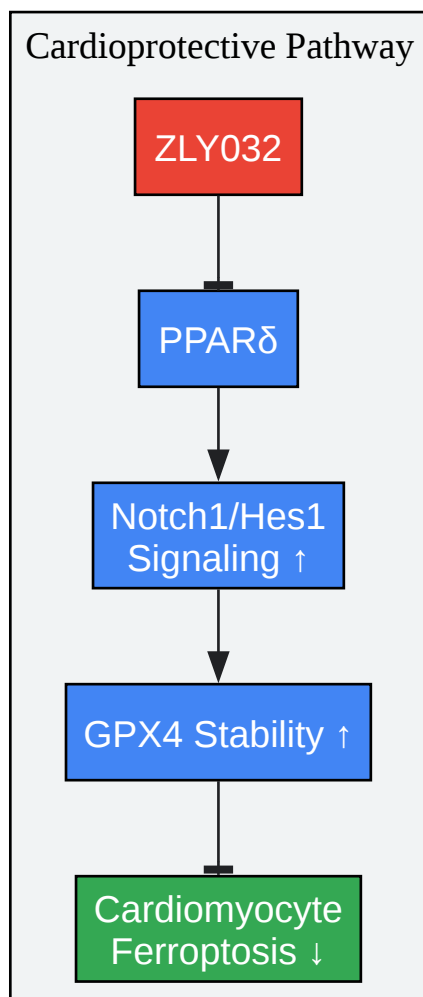 Cardioprotective Pathway
ZLY032
PPARδ
Notch1/Hes1
Signaling ↑
GPX4 Stability ↑
Cardiomyocyte
Ferroptosis ↓